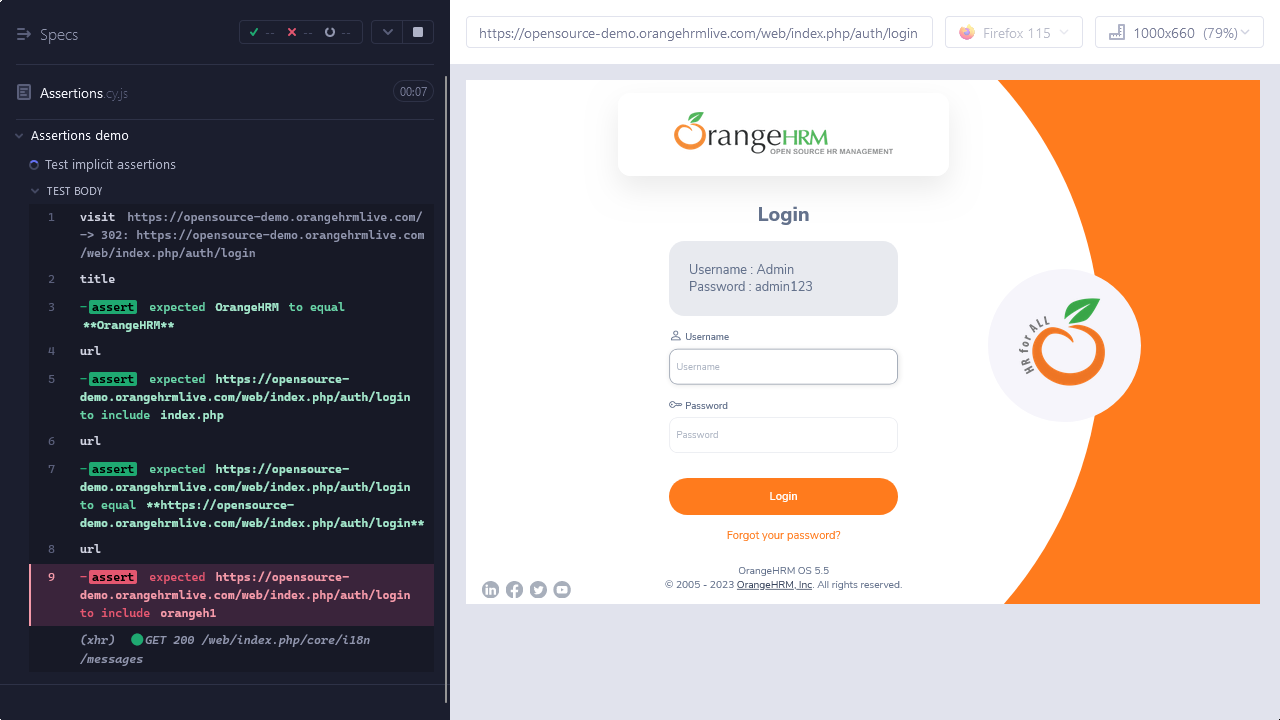 Specs
--
--
--
https://opensource-demo.orangehrmlive.com/web/index.php/auth/login
Firefox 115
1000x660 (79%)
Assertions.cy.js
00:07
Assertions demo
Test implicit assertions
TEST BODY
1 visit https://opensource-demo.orangehrmlive.com/
-> 302: https://opensource-demo.orangehrmlive.com
/web/index.php/auth/login
2 title
3 -assert expected OrangeHRM to equal
**OrangeHRM**
4 url
5 -assert expected https://opensource-
demo.orangehrmlive.com/web/index.php/auth/login
to include index.php
6 url
7 -assert expected https://opensource-
demo.orangehrmlive.com/web/index.php/auth/login
to equal **https://opensource-
demo.orangehrmlive.com/web/index.php/auth/login**
8 url
9 -assert expected https://opensource-
demo.orangehrmlive.com/web/index.php/auth/login
to include orangeh1
(xhr) GET 200 /web/index.php/core/i18n
/messages
OrangeHRM
OPEN SOURCE HR MANAGEMENT
Login
Username : Admin
Password : admin123
Username
Username
Password
Password
Login
Forgot your password?
OrangeHRM OS 5.5
© 2005 - 2023 OrangeHRM, Inc. All rights reserved.
HR for ALL